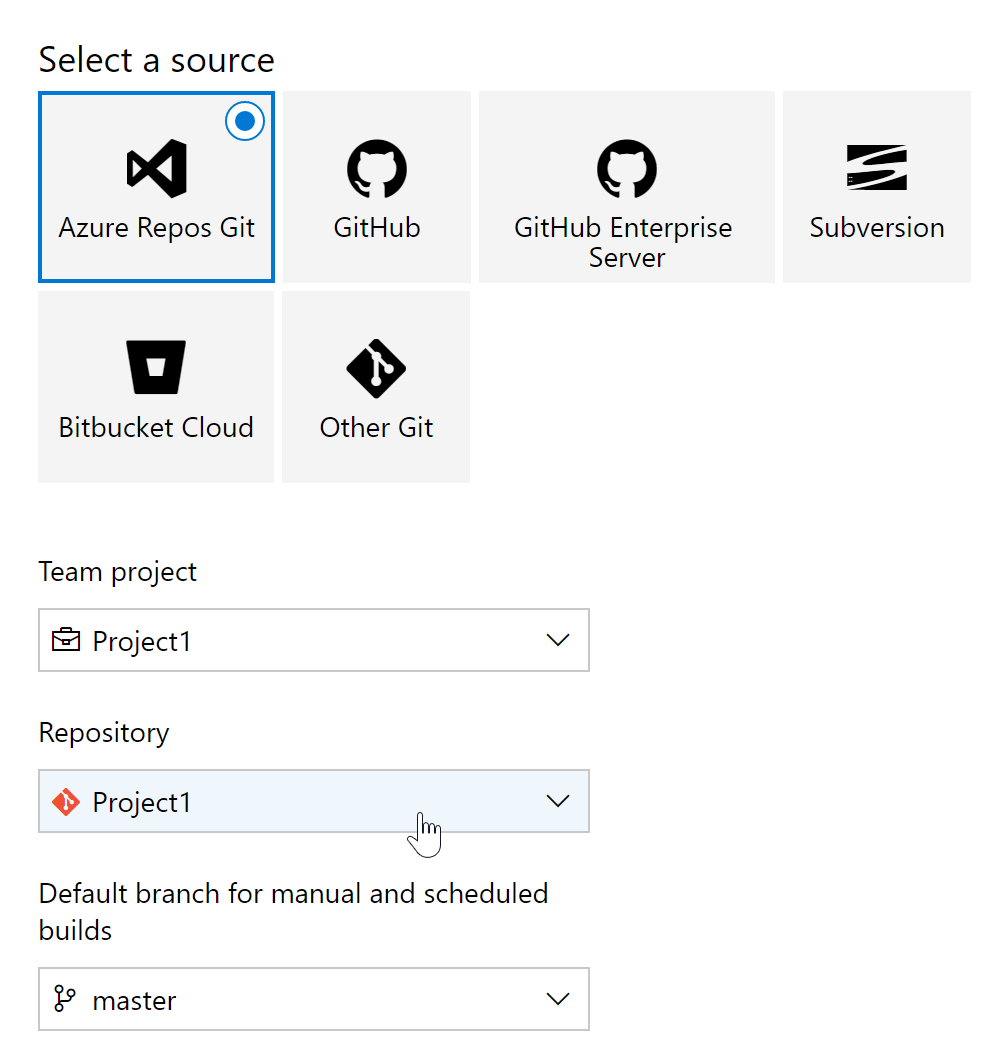 Select a source
Azure Repos Git
GitHub
GitHub Enterprise
Server
Subversion
Bitbucket Cloud
Other Git
Team project
Project1
Repository
Project1
Default branch for manual and scheduled
builds
master